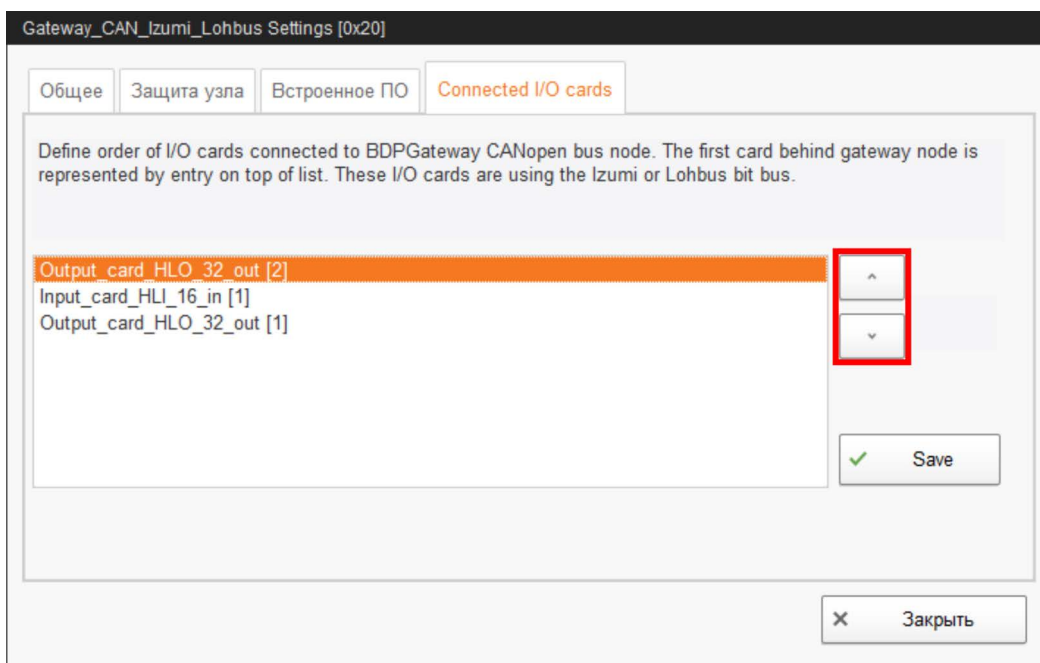 Gateway_CAN_Izumi_Lohbus Settings [0x20]
Общее Защита узла Встроенное ПО Connected I/O cards
Define order of I/O cards connected to BDPGateway CANopen bus node. The first card behind gateway node is
represented by entry on top of list. These I/O cards are using the Izumi or Lohbus bit bus.
Output_card_HLO_32_out [2]
Input_card_HLI_16_in [1]
Output_card_HLO_32_out [1]
Save
Закрыть